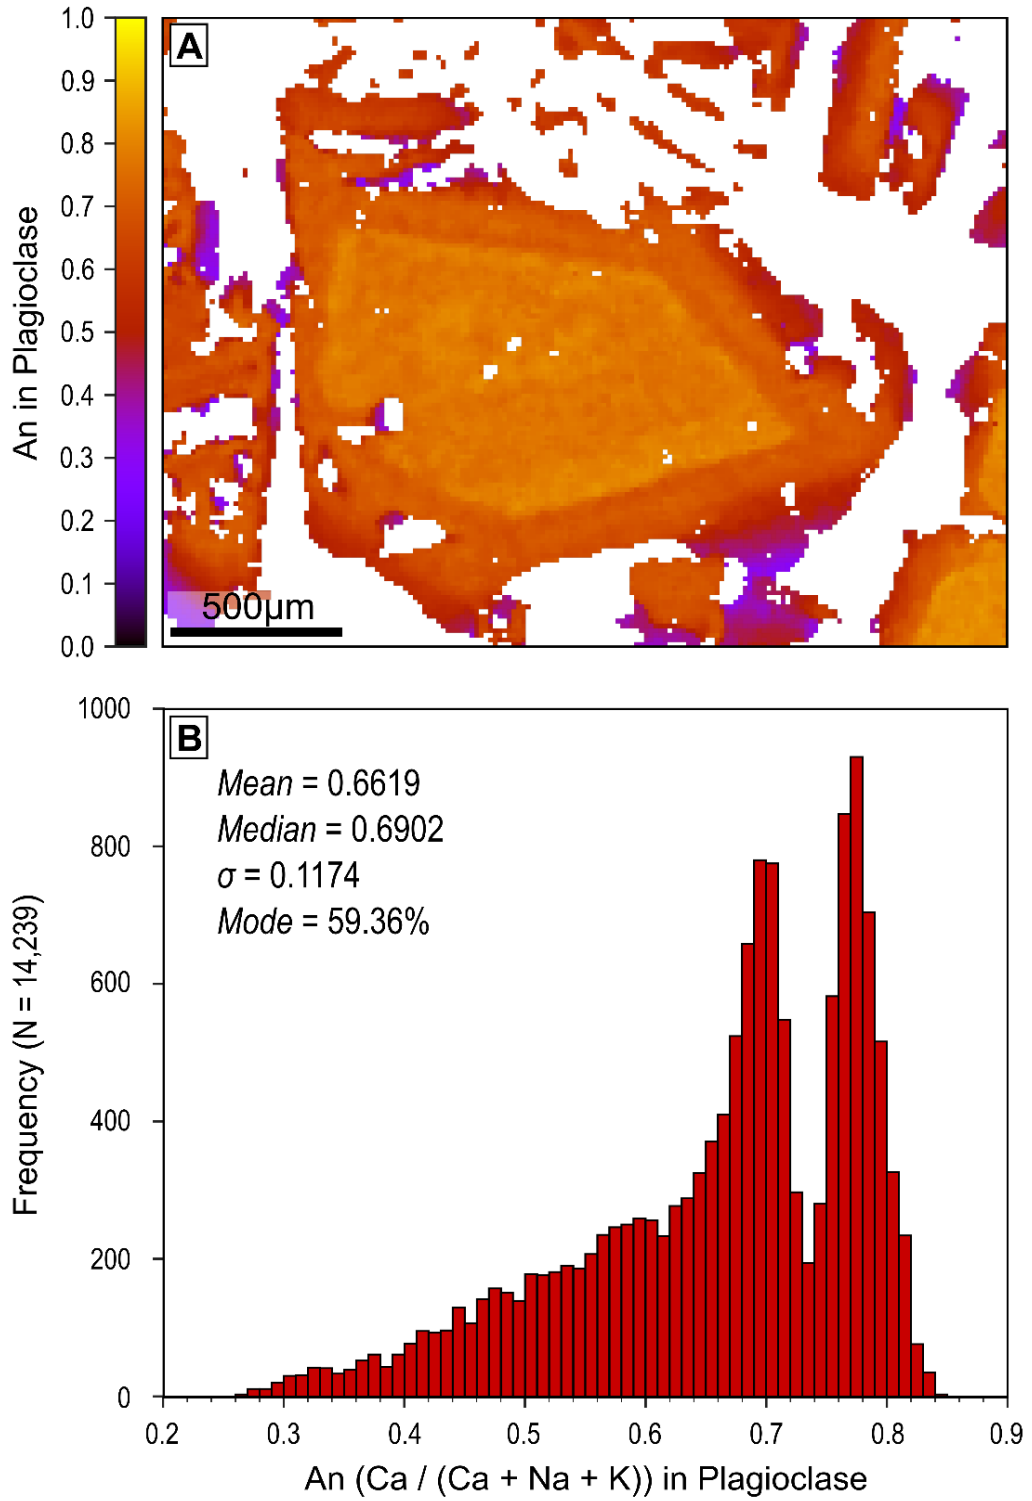 A
1.0
0.9
0.8
0.7
0.6
0.5
0.4
0.3
0.2
0.1
0.0
An in Plagioclase
500µm
B
1000
800
600
400
200
0
Frequency (N = 14,239)
Mean = 0.6619
Median = 0.6902
σ = 0.1174
Mode = 59.36%
0.2 0.3 0.4 0.5 0.6 0.7 0.8 0.9
An (Ca / (Ca + Na + K)) in Plagioclase